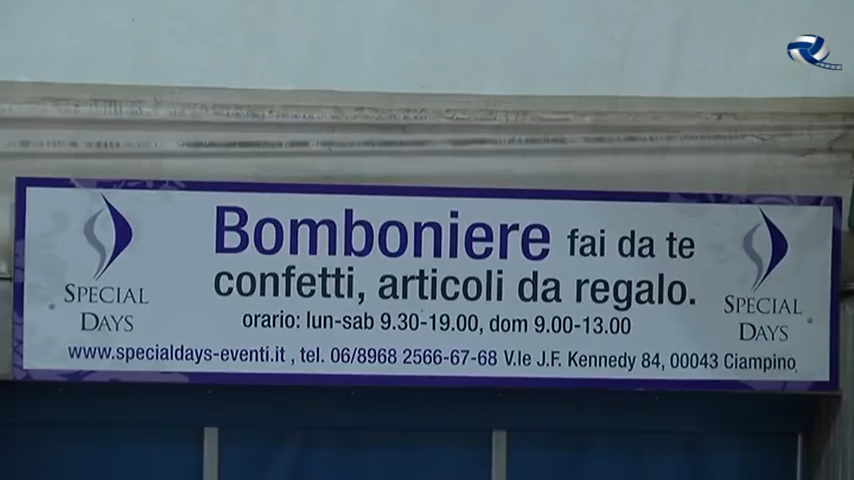 Bomboniere fai da te
confetti, articoli da regalo.
orario: lun-sab 9.30-19.00, dom 9.00-13.00
www.specialdays-eventi.it , tel. 06/8968 2566-67-68 V.le J.F. Kennedy 84, 00043 Ciampino
SPECIAL
DAYS
SPECIAL
DAYS